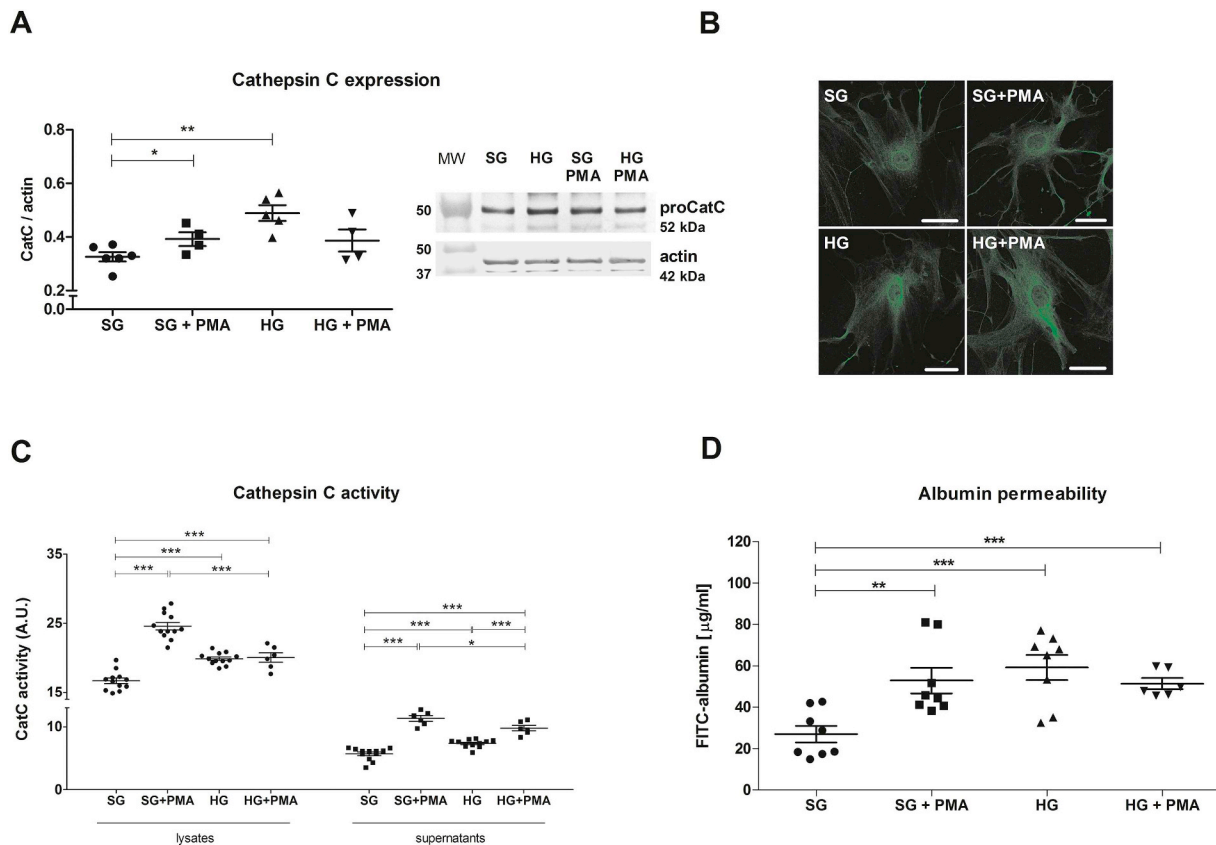 A
Cathepsin C expression
CatC / actin
0.8
0.6
0.4
0.2
0.0
**
*
SG
SG + PMA
HG
HG + PMA
MW
SG
HG
SG
PMA
HG
PMA
50
proCatC
52 kDa
50
37
actin
42 kDa
B
SG
SG+PMA
HG
HG+PMA
C
Cathepsin C activity
CatC activity (A.U.)
35
25
15
10
0
***
***
***
***
***
***
***
***
*
SG
SG+PMA
HG
HG+PMA
SG
SG+PMA
HG
HG+PMA
lysates
supernatants
D
Albumin permeability
FITC-albumin [µg/ml]
120
100
80
60
40
20
0
***
***
**
SG
SG + PMA
HG
HG + PMA